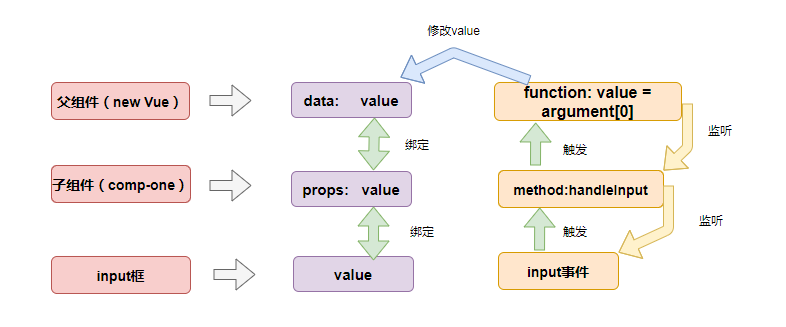 修改value
父组件（new Vue）
data: value
function: value =
argument[0]
监听
绑定
触发
子组件（comp-one）
props: value
method:handleInput
绑定
触发
监听
input框
value
input事件